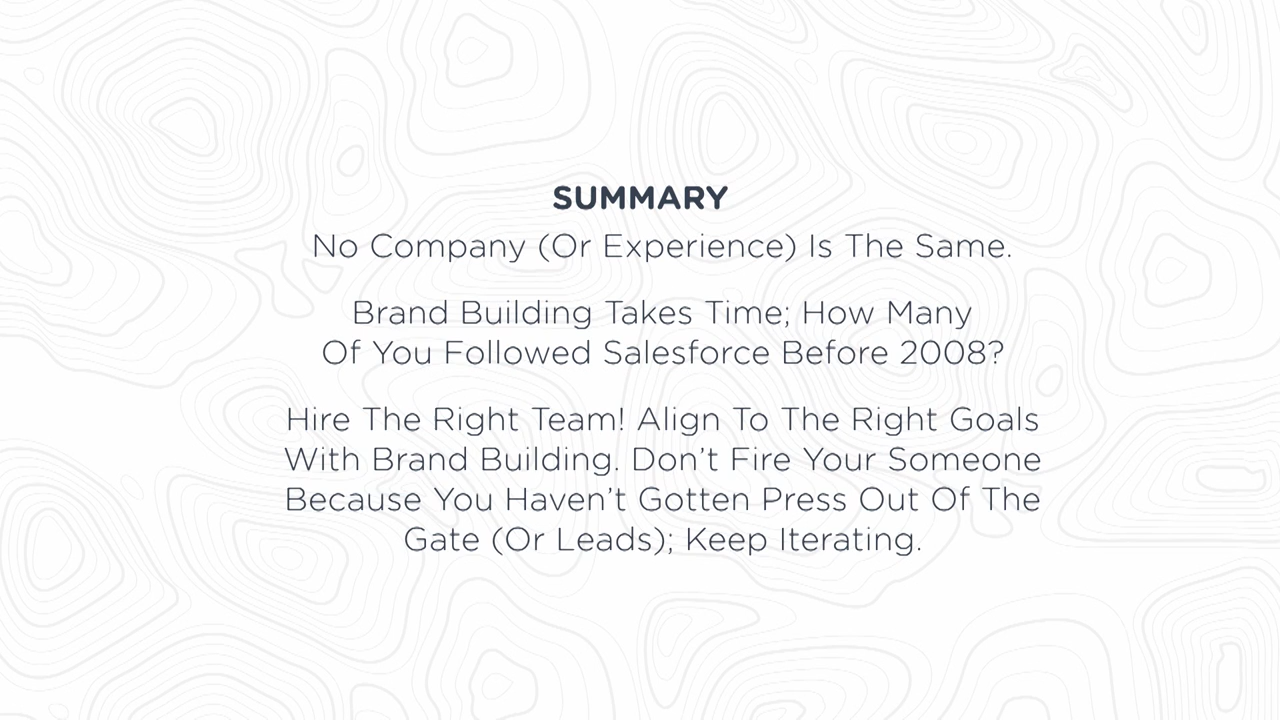 SUMMARY
No Company (Or Experience) Is The Same.
Brand Building Takes Time; How Many
Of You Followed Salesforce Before 2008?
Hire The Right Team! Align To The Right Goals
With Brand Building. Don’t Fire Your Someone
Because You Haven’t Gotten Press Out Of The
Gate (Or Leads); Keep Iterating.